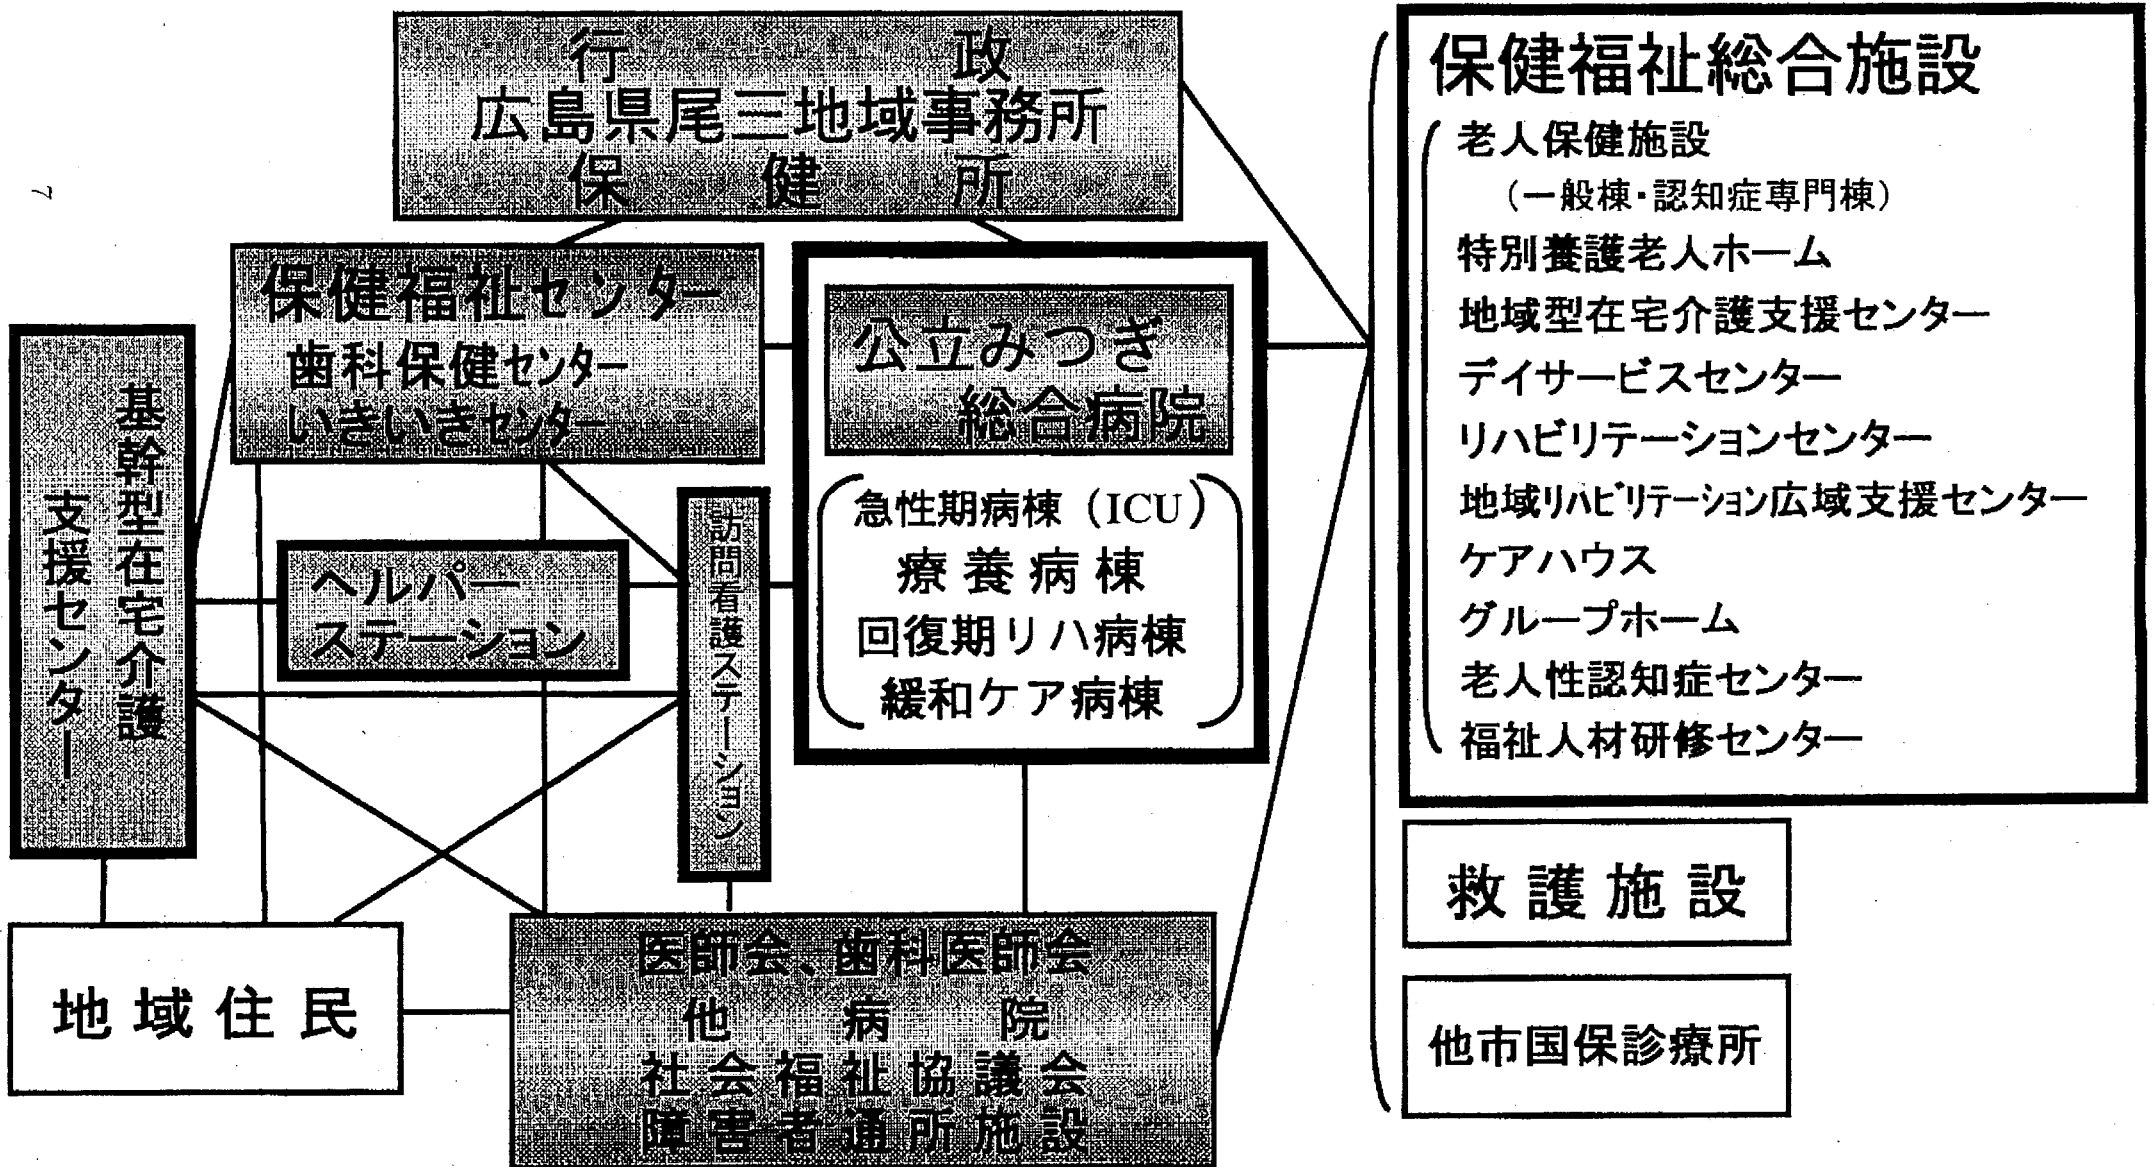 行政
広島県尾三地域事務所
保健所
保健福祉センター
歯科保健センター
いきいきセンター
公立みつぎ
総合病院
急性期病棟（ICU）
療養病棟
回復期リハ病棟
緩和ケア病棟
基幹型在宅介護
支援センター
ヘルパー
ステーション
訪問看護ステーション
地域住民
医師会、歯科医師会
他病院
社会福祉協議会
障害者通所施設
保健福祉総合施設
老人保健施設
（一般棟・認知症専門棟）
特別養護老人ホーム
地域型在宅介護支援センター
デイサービスセンター
リハビリテーションセンター
地域リハビリテーション広域支援センター
ケアハウス
グループホーム
老人性認知症センター
福祉人材研修センター
救護施設
他市国保診療所
7